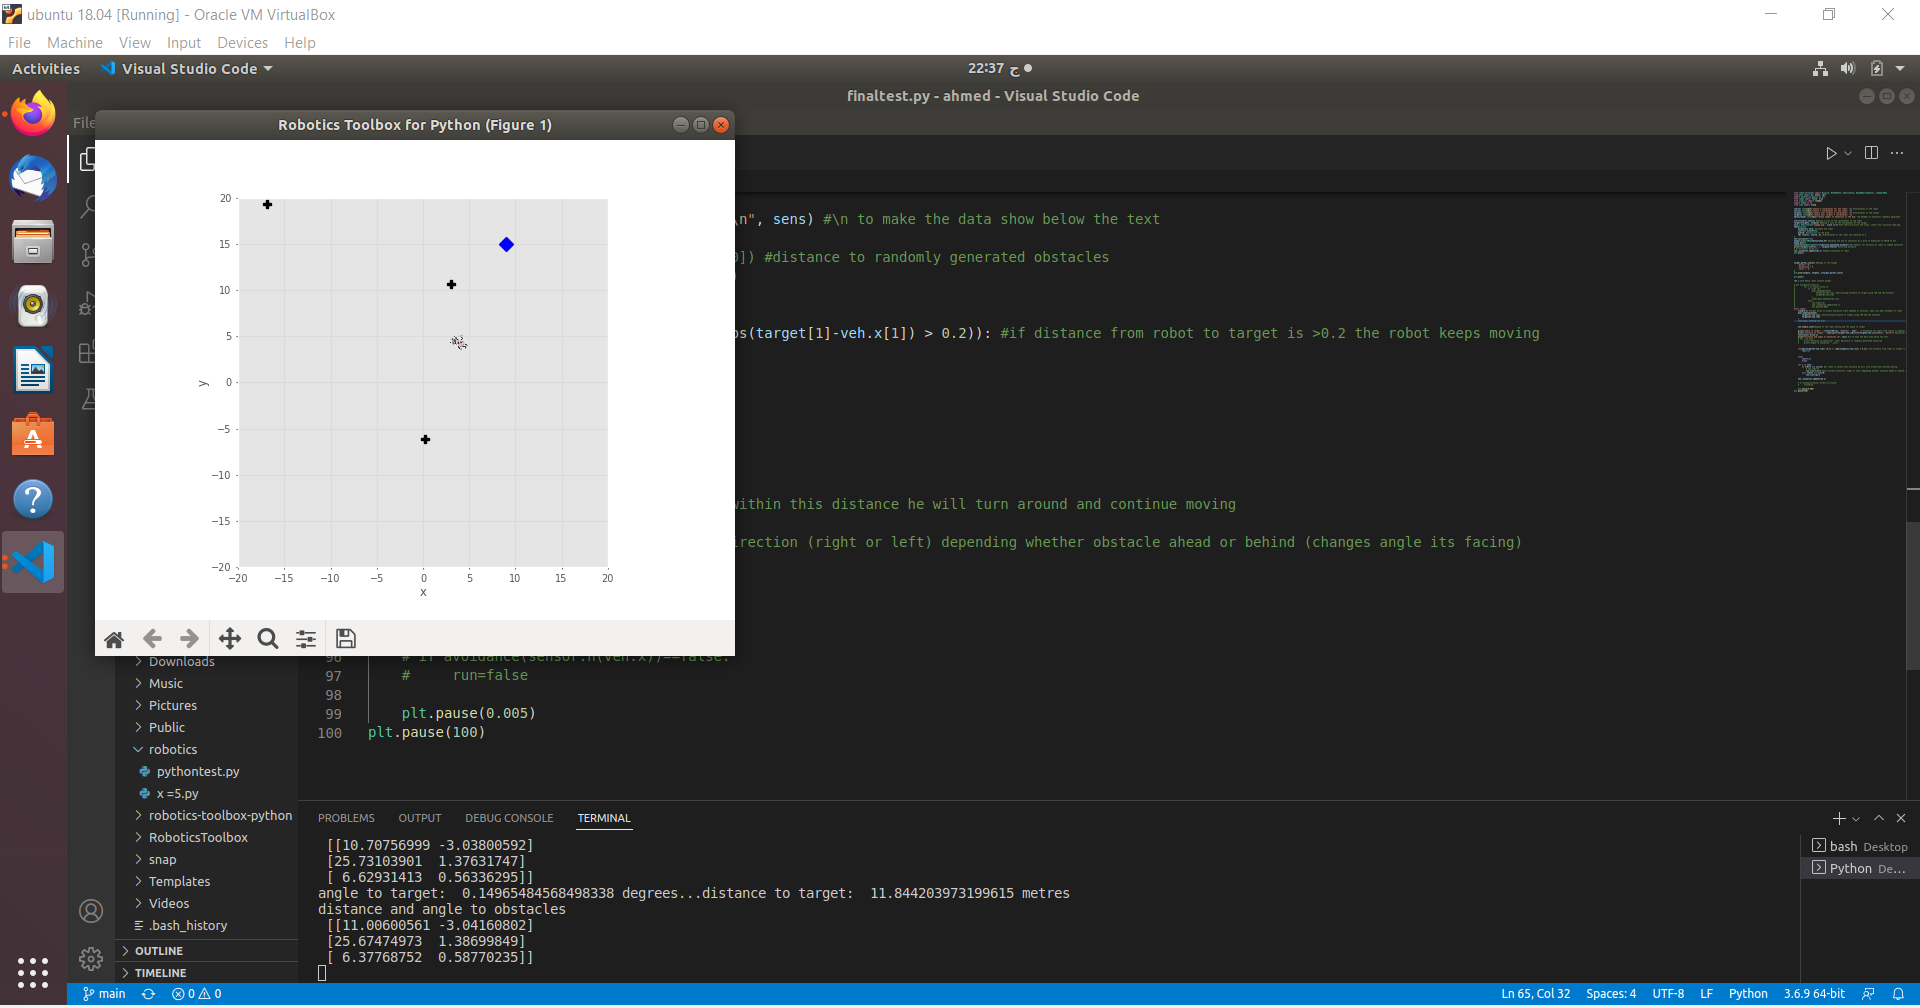 ubuntu 18.04 [Running] - Oracle VM VirtualBox
File Machine View Input Devices Help
Activities Visual Studio Code 22:37 ح
finaltest.py - ahmed - Visual Studio Code
File
Robotics Toolbox for Python (Figure 1)
20
15
10
5
0
−5
−10
−15
−20
y
−20 −15 −10 −5 0 5 10 15 20
x
\n", sens) #\n to make the data show below the text
]) #distance to randomly generated obstacles
os(target[1]-veh.x[1]) > 0.2)): #if distance from robot to target is >0.2 the robot keeps moving
within this distance he will turn around and continue moving
irection (right or left) depending whether obstacle ahead or behind (changes angle its facing)
96 # if avoidance(sensor.h(veh.x))==false:
97 # run=false
98
99 plt.pause(0.005)
100 plt.pause(100)
Downloads
Music
Pictures
Public
robotics
pythontest.py
x =5.py
robotics-toolbox-python
RoboticsToolbox
snap
Templates
Videos
.bash_history
OUTLINE
TIMELINE
PROBLEMS OUTPUT DEBUG CONSOLE TERMINAL
[[10.70756999 -3.03800592]
[25.73103901 1.37631747]
[ 6.62931413 0.56336295]]
angle to target: 0.14965484568498338 degrees...distance to target: 11.844203973199615 metres
distance and angle to obstacles
[[11.00600561 -3.04160802]
[25.67474973 1.38699849]
[ 6.37768752 0.58770235]]
bash Desktop
Python De...
main 0 0 Ln 65, Col 32 Spaces: 4 UTF-8 LF Python 3.6.9 64-bit